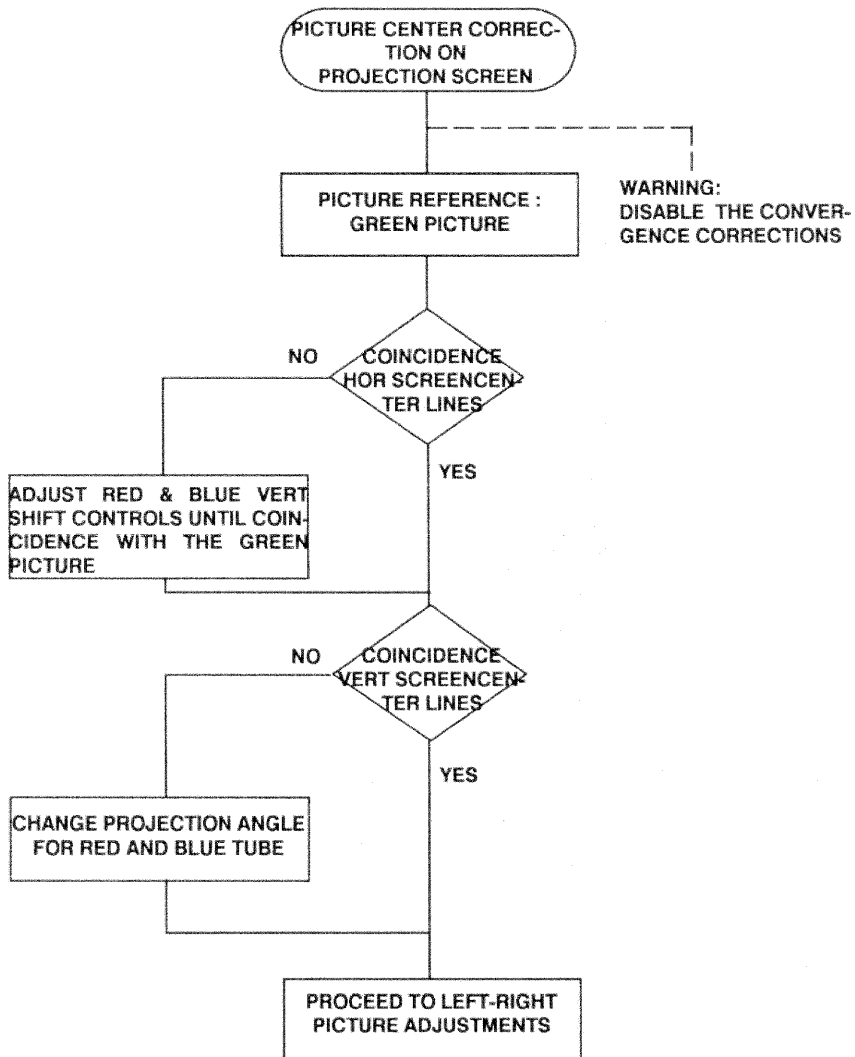 PICTURE CENTER CORREC-
TION ON
PROJECTION SCREEN
WARNING:
DISABLE THE CONVER-
GENCE CORRECTIONS
PICTURE REFERENCE :
GREEN PICTURE
COINCIDENCE
HOR SCREENCEN-
TER LINES
NO
YES
ADJUST RED & BLUE VERT
SHIFT CONTROLS UNTIL COIN-
CIDENCE WITH THE GREEN
PICTURE
COINCIDENCE
VERT SCREENCEN-
TER LINES
NO
YES
CHANGE PROJECTION ANGLE
FOR RED AND BLUE TUBE
PROCEED TO LEFT-RIGHT
PICTURE ADJUSTMENTS